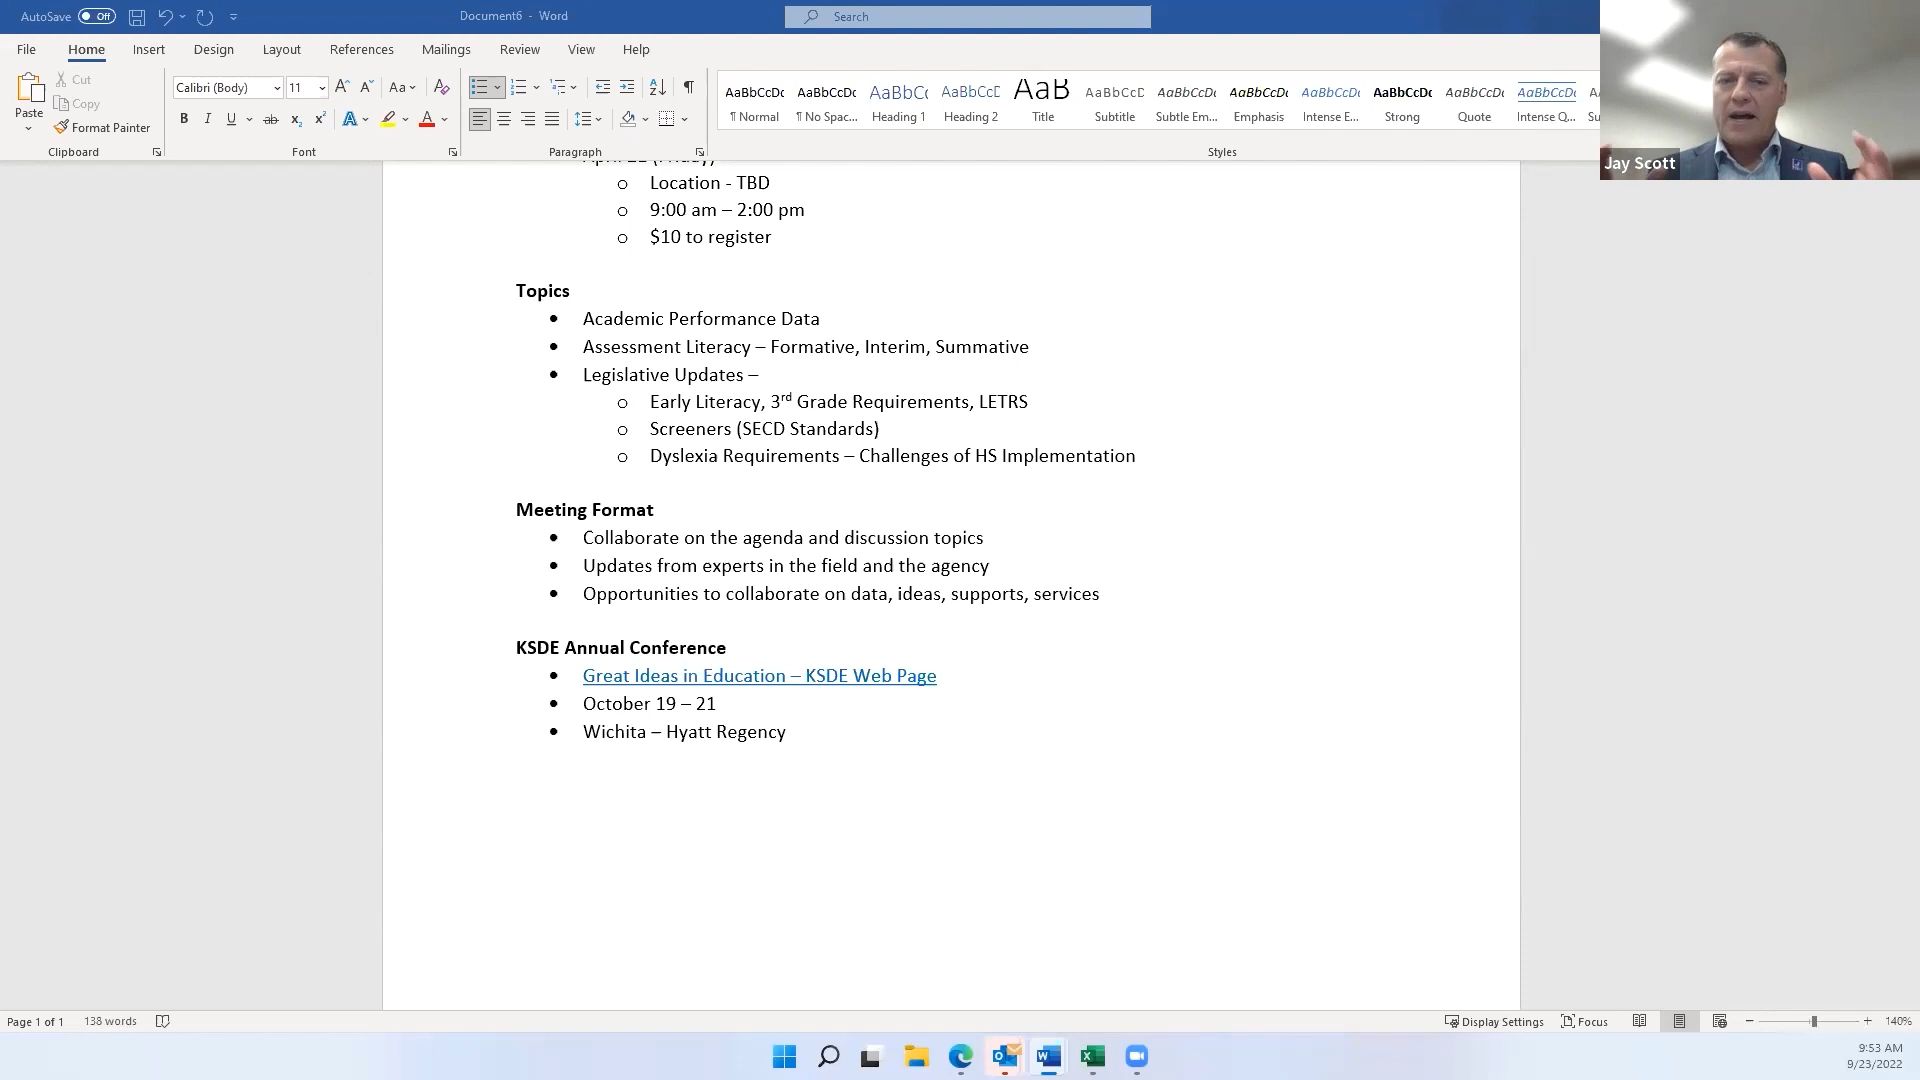 AutoSave Off
Document6 - Word
Search
File Home Insert Design Layout References Mailings Review View Help
Paste
Cut
Copy
Format Painter
Clipboard
Calibri (Body) 11
Font
Paragraph
AaBbCcDc AaBbCcDc AaBbC AaBbCcD AaB AaBbCcD AaBbCcDc AaBbCcDc AaBbCcDc AaBbCcDc AaBbCcDc AaBbCcDc
¶ Normal ¶ No Spac... Heading 1 Heading 2 Title Subtitle Subtle Em... Emphasis Intense E... Strong Quote Intense Q...
Styles
Jay Scott
o Location - TBD
o 9:00 am – 2:00 pm
o $10 to register
Topics
• Academic Performance Data
• Assessment Literacy – Formative, Interim, Summative
• Legislative Updates –
o Early Literacy, 3rd Grade Requirements, LETRS
o Screeners (SECD Standards)
o Dyslexia Requirements – Challenges of HS Implementation
Meeting Format
• Collaborate on the agenda and discussion topics
• Updates from experts in the field and the agency
• Opportunities to collaborate on data, ideas, supports, services
KSDE Annual Conference
• Great Ideas in Education – KSDE Web Page
• October 19 – 21
• Wichita – Hyatt Regency
Page 1 of 1 138 words
Display Settings Focus 140%
9:53 AM
9/23/2022